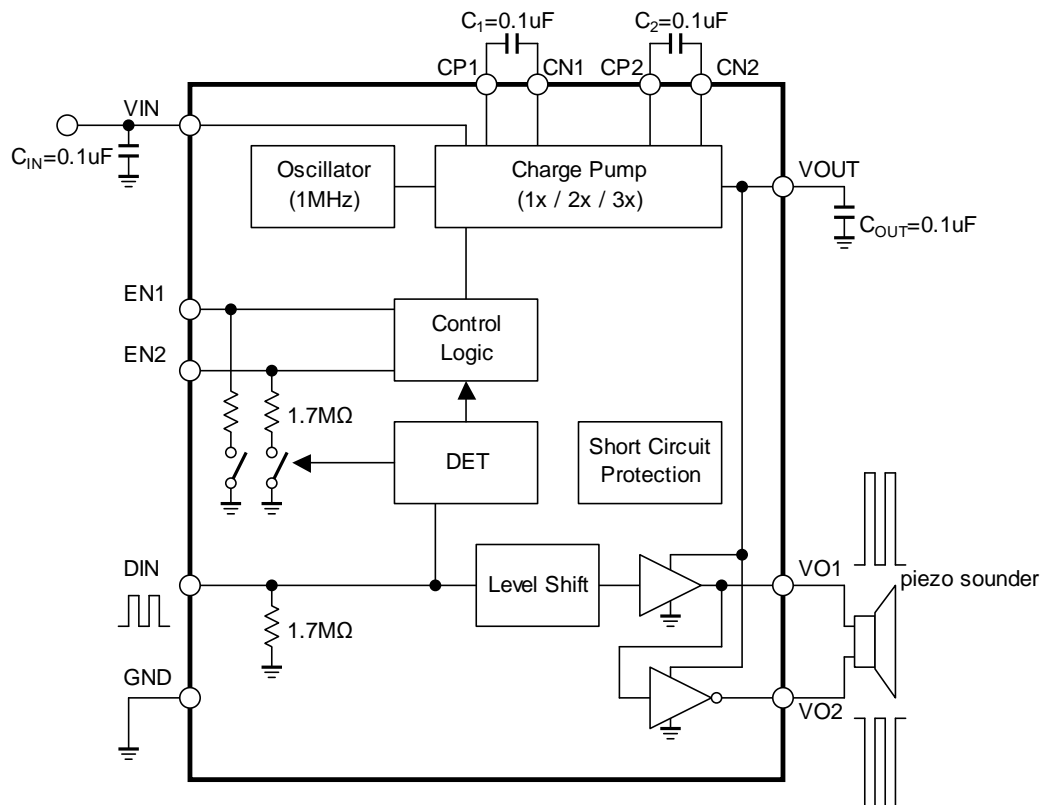 C₁=0.1uF
C₂=0.1uF
CP1
CN1
CP2
CN2
VIN
C_IN=0.1uF
Oscillator
(1MHz)
Charge Pump
(1x / 2x / 3x)
VOUT
C_OUT=0.1uF
EN1
Control
Logic
EN2
1.7MΩ
DET
Short Circuit
Protection
DIN
Level Shift
VO1
piezo sounder
1.7MΩ
GND
VO2